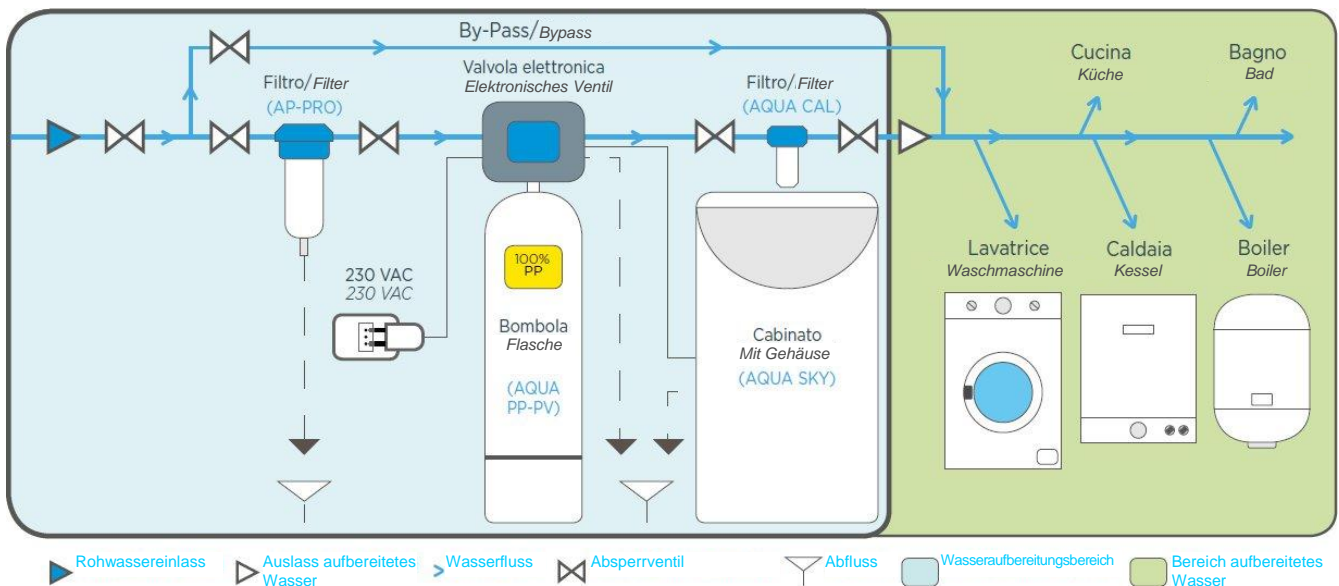 By-Pass/Bypass
Cucina
Küche
Bagno
Bad
Filtro/Filter
(AP-PRO)
Valvola elettronica
Elektronisches Ventil
Filtro/Filter
(AQUA CAL)
230 VAC
230 VAC
100%
PP
Bombola
Flasche
(AQUA
PP-PV)
Cabinato
Mit Gehäuse
(AQUA SKY)
Lavatrice
Waschmaschine
Caldaia
Kessel
Boiler
Boiler
Rohwassereinlass
Auslass aufbereitetes
Wasser
Wasserfluss
Absperrventil
Abfluss
Wasseraufbereitungsbereich
Bereich aufbereitetes
Wasser